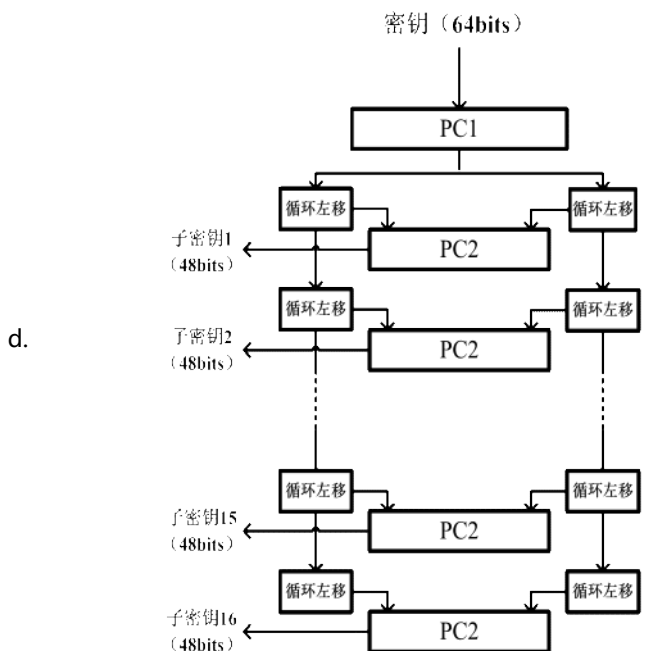 密钥（64bits）
PC1
循环左移
循环左移
子密钥1
（48bits）
PC2
循环左移
循环左移
d.
子密钥2
（48bits）
PC2
循环左移
循环左移
子密钥15
（48bits）
PC2
循环左移
循环左移
子密钥16
（48bits）
PC2